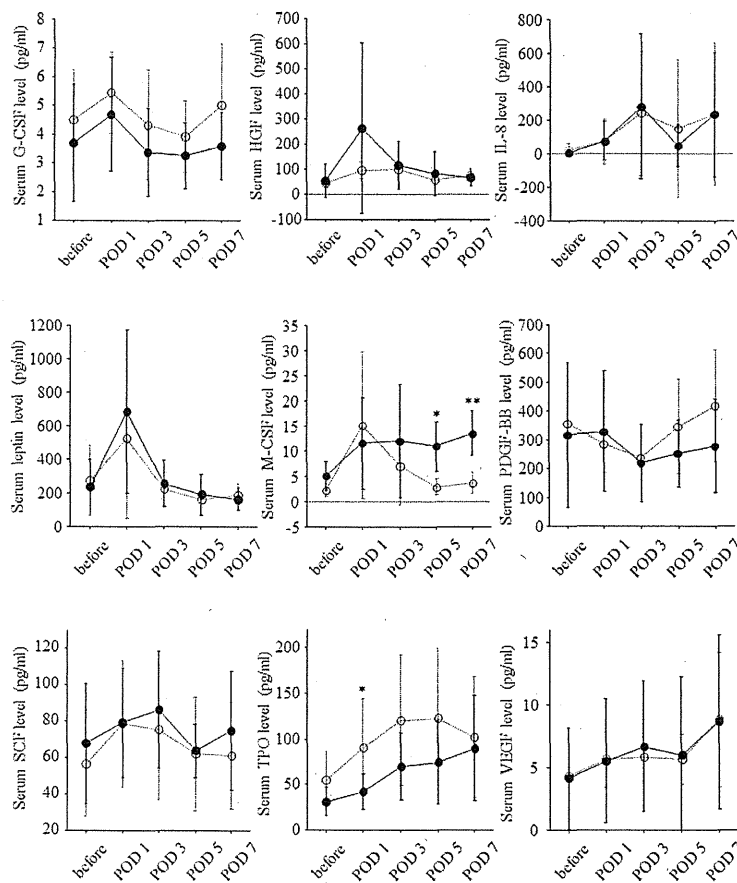 Serum G-CSF level (pg/ml)
8
7
6
5
4
3
2
1
before
POD 1
POD 3
POD 5
POD 7
Serum HGF level (pg/ml)
700
600
500
400
300
200
100
0
-100
before
POD 1
POD 3
POD 5
POD 7
Serum IL-8 level (pg/ml)
800
600
400
200
0
-200
-400
before
POD 1
POD 3
POD 5
POD 7
Serum leptin level (pg/ml)
1200
1000
800
600
400
200
0
before
POD 1
POD 3
POD 5
POD 7
Serum M-CSF level (pg/ml)
35
30
25
20
15
10
5
0
-5
*
**
before
POD 1
POD 3
POD 5
POD 7
Serum PDGF-BB level (pg/ml)
700
600
500
400
300
200
100
0
before
POD 1
POD 3
POD 5
POD 7
Serum SCF level (pg/ml)
120
100
80
60
40
20
before
POD 1
POD 3
POD 5
POD 7
Serum TPO level (pg/ml)
200
150
100
50
0
*
before
POD 1
POD 3
POD 5
POD 7
Serum VEGF level (pg/ml)
15
10
5
0
before
POD 1
POD 3
POD 5
POD 7